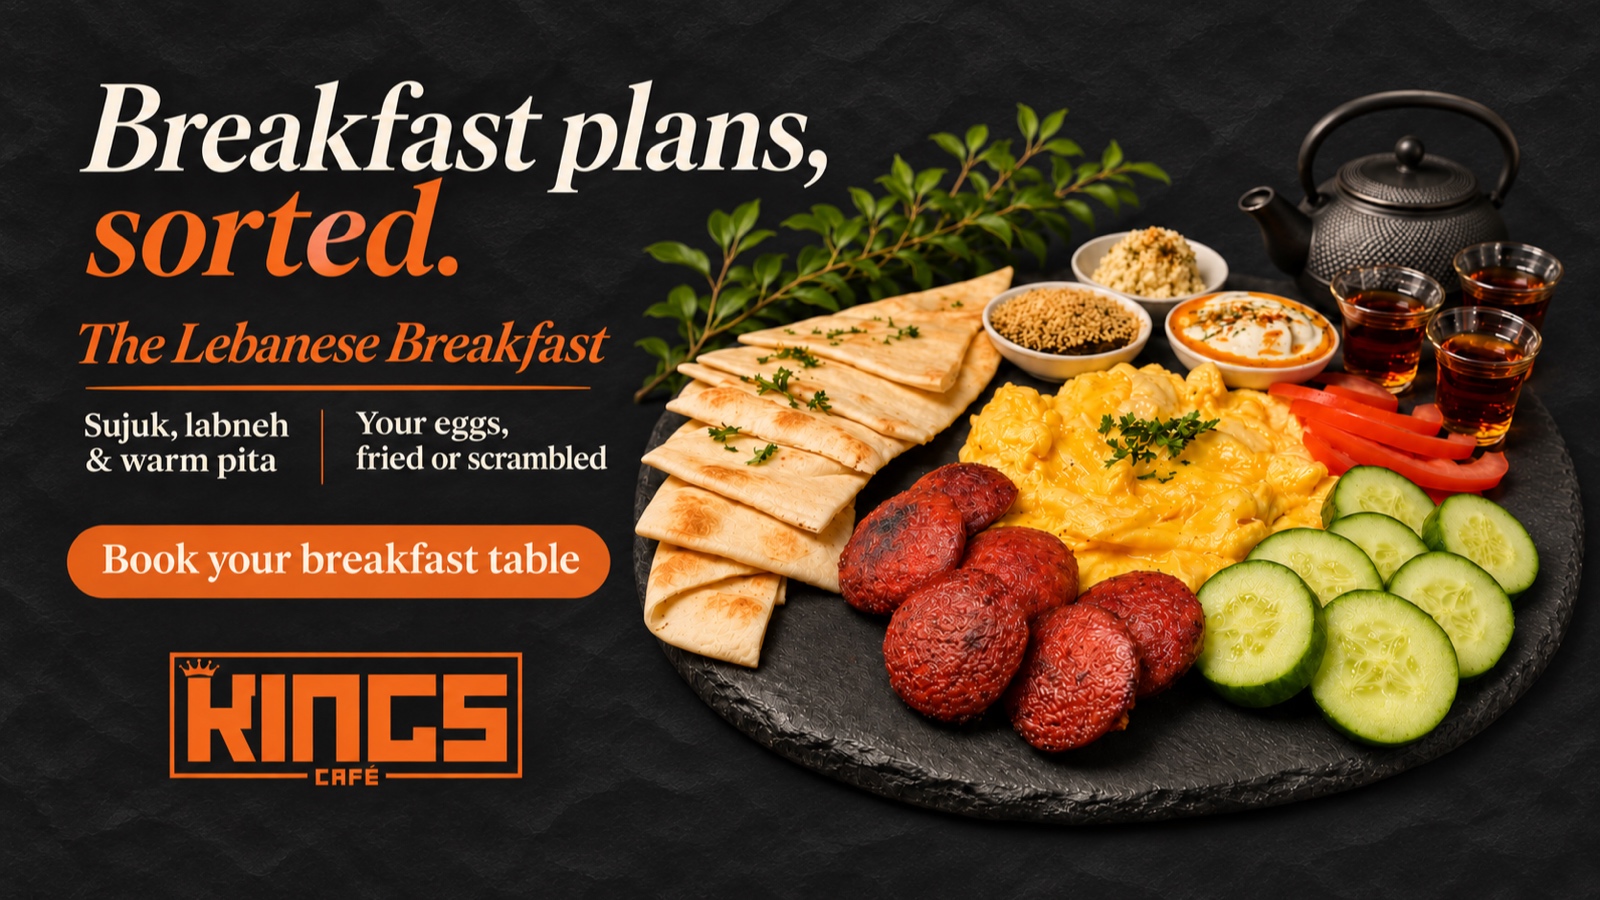 Breakfast plans,
sorted.
The Lebanese Breakfast
Sujuk, labneh
& warm pita
Your eggs,
fried or scrambled
Book your breakfast table
KINGS
CAFÉ